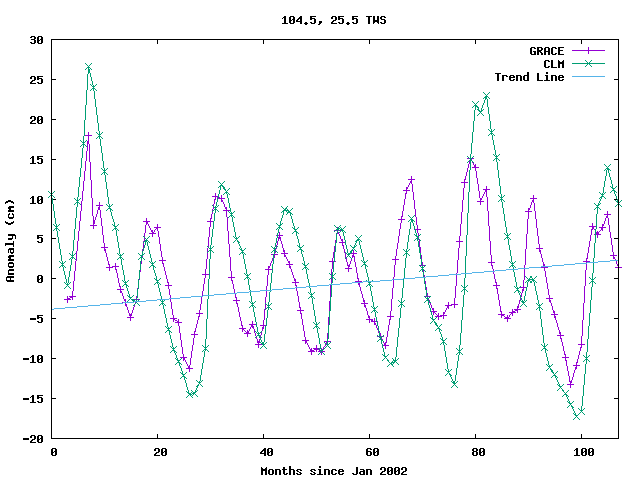 104.5, 25.5 TWS
GRACE
CLM
Trend Line
30
25
20
15
10
5
0
-5
-10
-15
-20
Anomaly (cm)
0 20 40 60 80 100
Months since Jan 2002